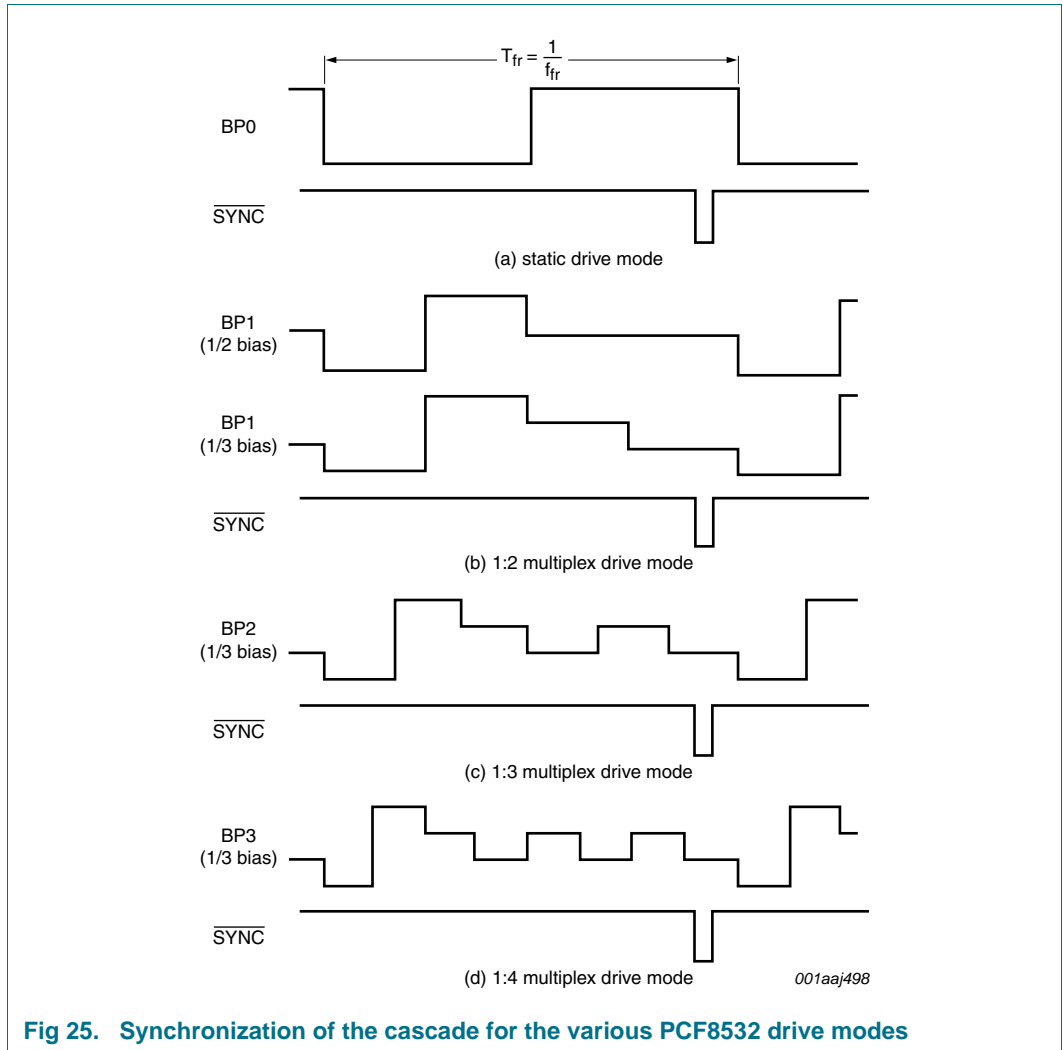 Tfr = 1/ffr
BP0
SYNC
(a) static drive mode
BP1
(1/2 bias)
BP1
(1/3 bias)
SYNC
(b) 1:2 multiplex drive mode
BP2
(1/3 bias)
SYNC
(c) 1:3 multiplex drive mode
BP3
(1/3 bias)
SYNC
(d) 1:4 multiplex drive mode
001aaj498
Fig 25. Synchronization of the cascade for the various PCF8532 drive modes